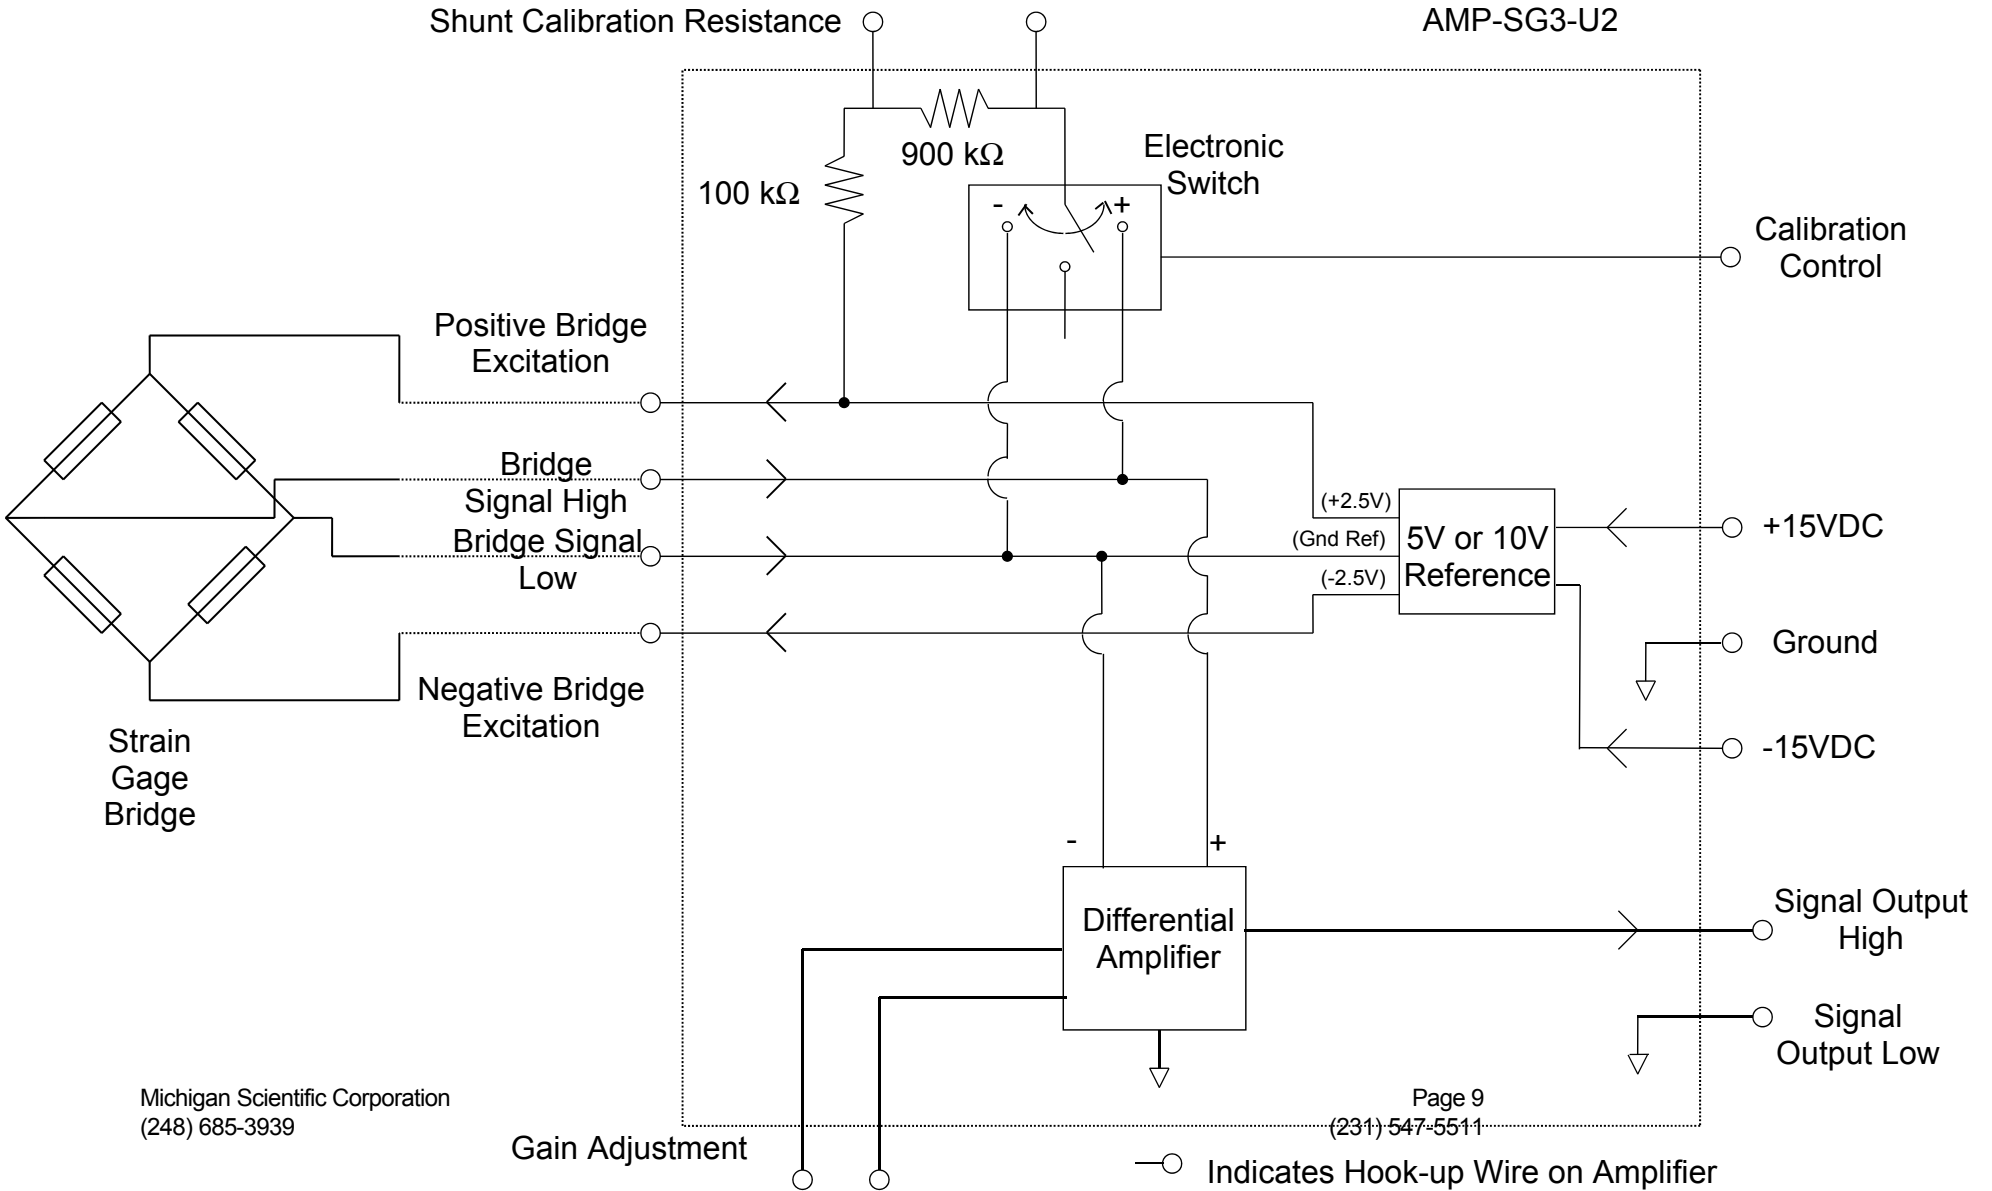 Shunt Calibration Resistance
AMP-SG3-U2
900 kΩ
100 kΩ
Electronic
Switch
- +
Calibration
Control
Positive Bridge
Excitation
Bridge
Signal High
Bridge Signal
Low
Negative Bridge
Excitation
(+2.5V)
(Gnd Ref)
(-2.5V)
5V or 10V
Reference
+15VDC
Ground
-15VDC
Strain
Gage
Bridge
- +
Differential
Amplifier
Signal Output
High
Signal
Output Low
Michigan Scientific Corporation
(248) 685-3939
Page 9
(231) 547-5511
Gain Adjustment
Indicates Hook-up Wire on Amplifier